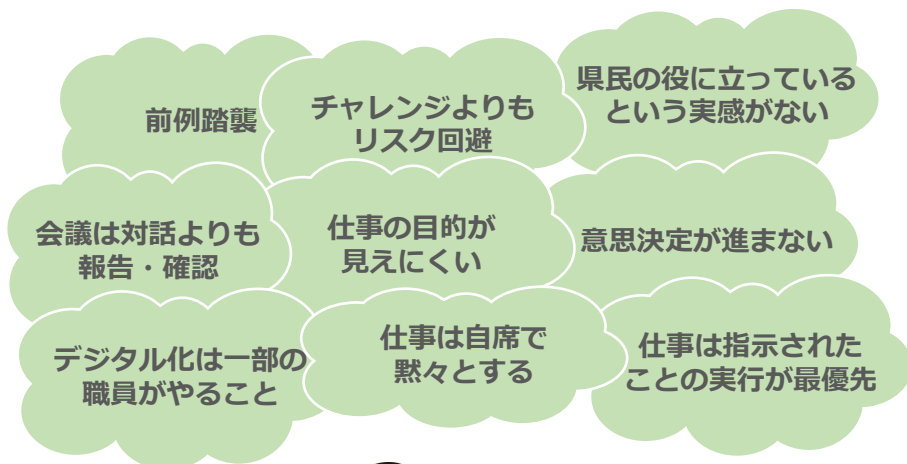 前例踏襲
チャレンジよりも
リスク回避
県民の役に立っている
という実感がない
会議は対話よりも
報告・確認
仕事の目的が
見えにくい
意思決定が進まない
デジタル化は一部の
職員がやること
仕事は自席で
黙々とする
仕事は指示された
ことの実行が最優先